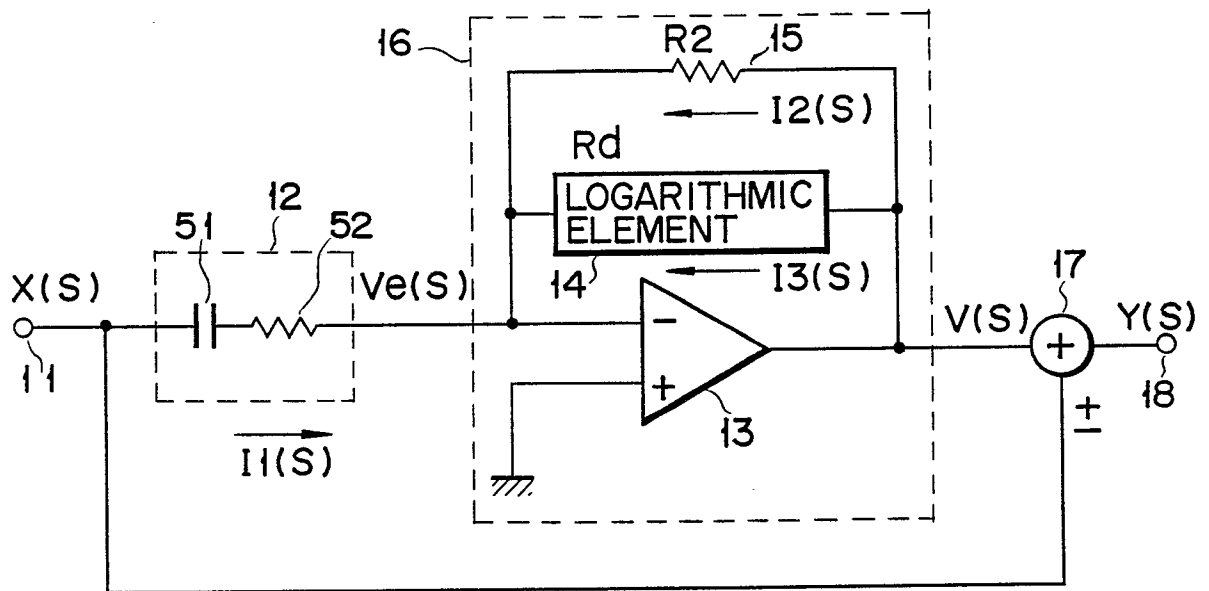 16
R2
15
I2(S)
Rd
LOGARITHMIC
ELEMENT
14
I3(S)
12
51
52
X(S)
11
Ve(S)
I1(S)
−
+
13
V(S)
17
+
Y(S)
18
±